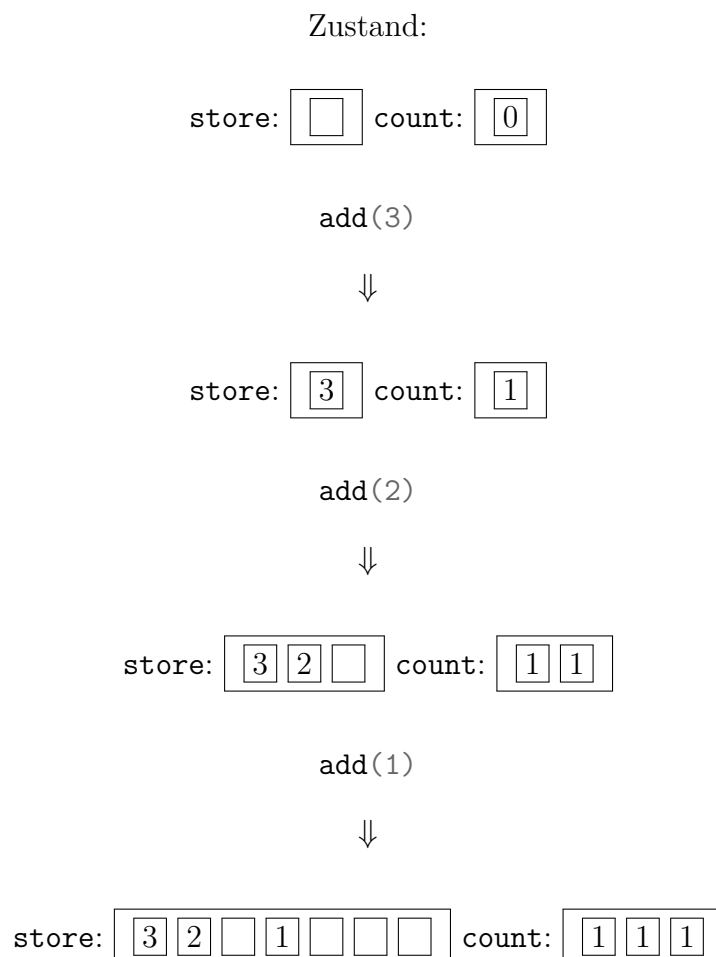 Zustand:
store: count: 0
add(3)
⇓
store: 3 count: 1
add(2)
⇓
store: 3 2 count: 1 1
add(1)
⇓
store: 3 2 1 count: 1 1 1